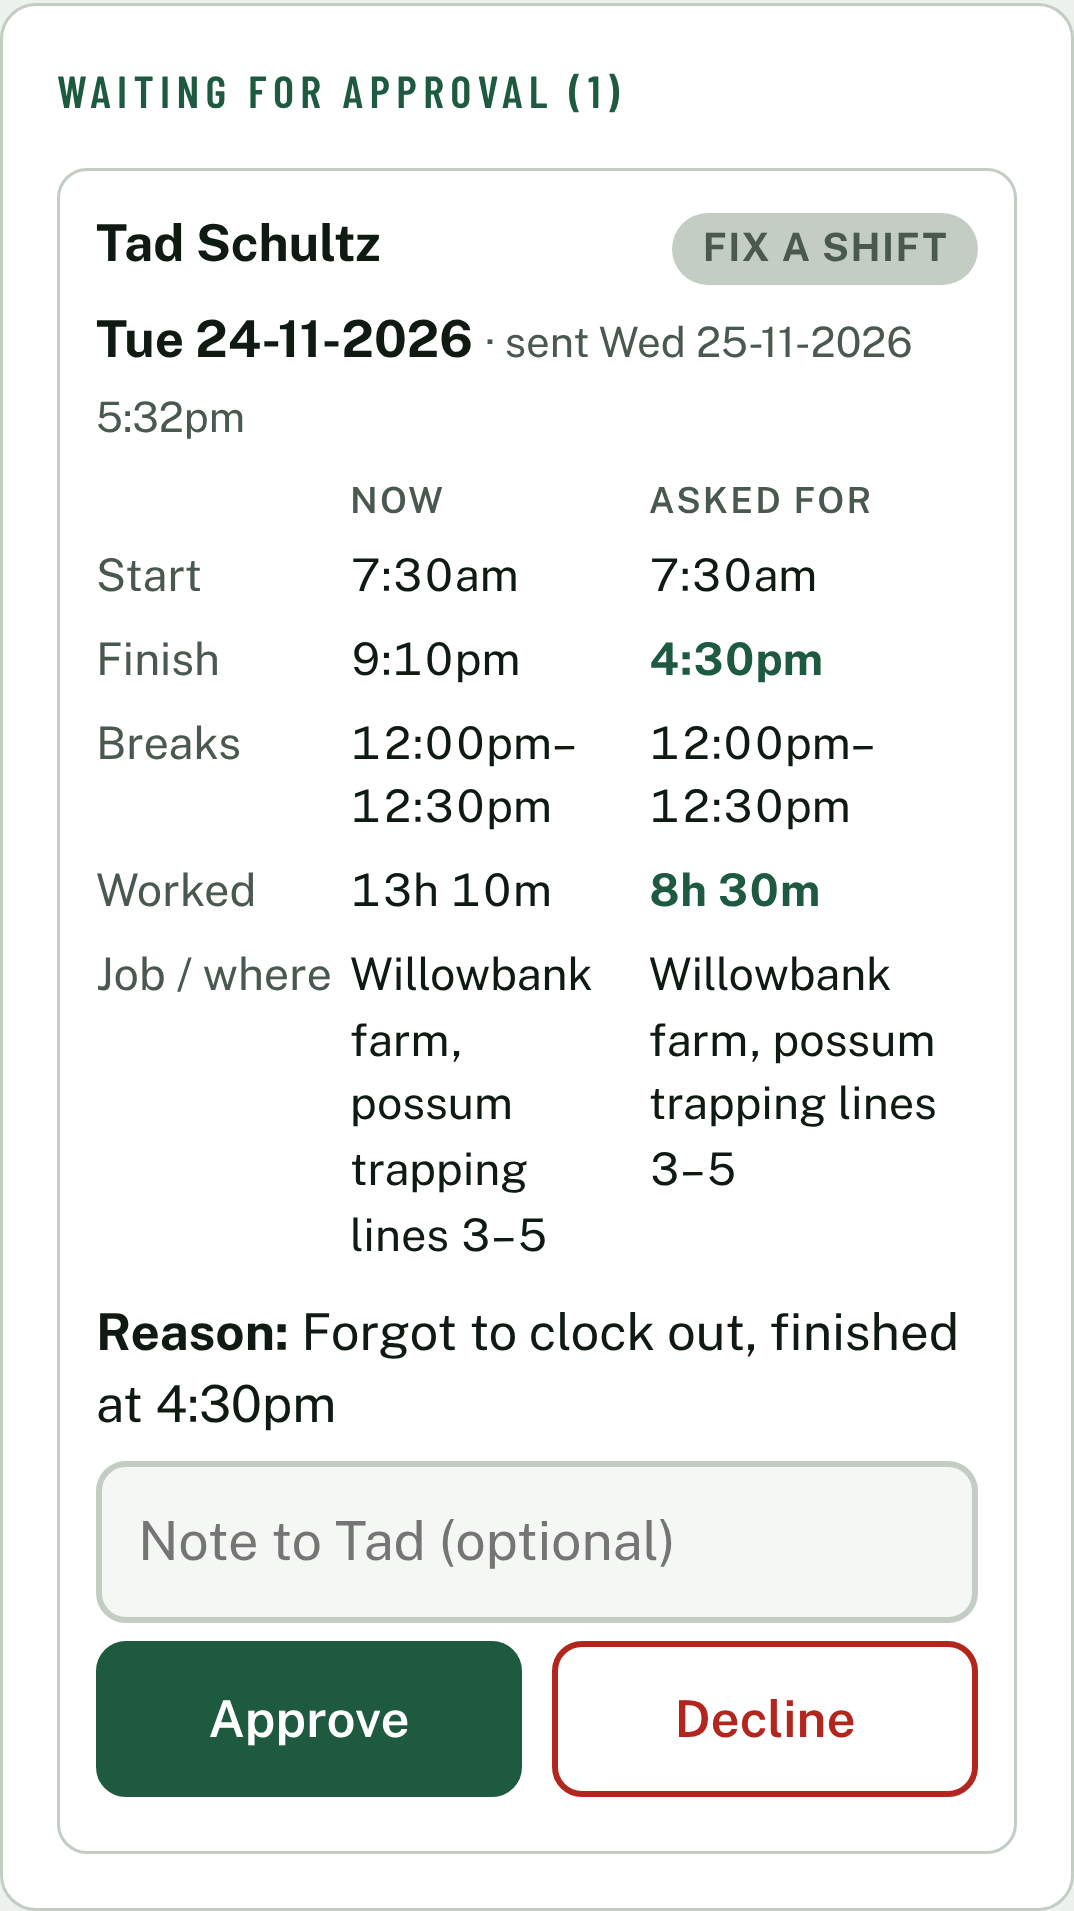 WAITING FOR APPROVAL (1)
Tad Schultz
FIX A SHIFT
Tue 24-11-2026 · sent Wed 25-11-2026
5:32pm
NOW ASKED FOR
Start 7:30am 7:30am
Finish 9:10pm 4:30pm
Breaks 12:00pm– 12:00pm–
12:30pm 12:30pm
Worked 13h 10m 8h 30m
Job / where Willowbank Willowbank
farm, farm, possum
possum trapping lines
trapping 3–5
lines 3–5
Reason: Forgot to clock out, finished
at 4:30pm
Note to Tad (optional)
Approve Decline